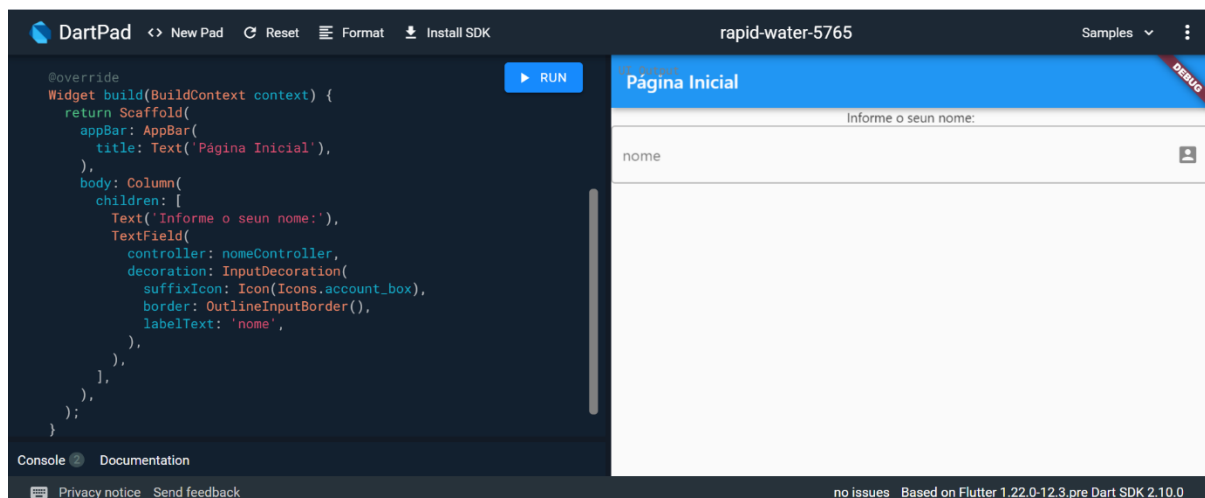 DartPad <> New Pad Reset Format Install SDK rapid-water-5765 Samples
@override
Widget build(BuildContext context) {
return Scaffold(
appBar: AppBar(
title: Text('Página Inicial'),
),
body: Column(
children: [
Text('Informe o seun nome:'),
TextField(
controller: nomeController,
decoration: InputDecoration(
suffixIcon: Icon(Icons.account_box),
border: OutlineInputBorder(),
labelText: 'nome',
),
),
],
),
);
}
RUN
Console 2 Documentation
Página Inicial
DEBUG
Informe o seun nome:
nome
Privacy notice Send feedback
no issues Based on Flutter 1.22.0-12.3.pre Dart SDK 2.10.0